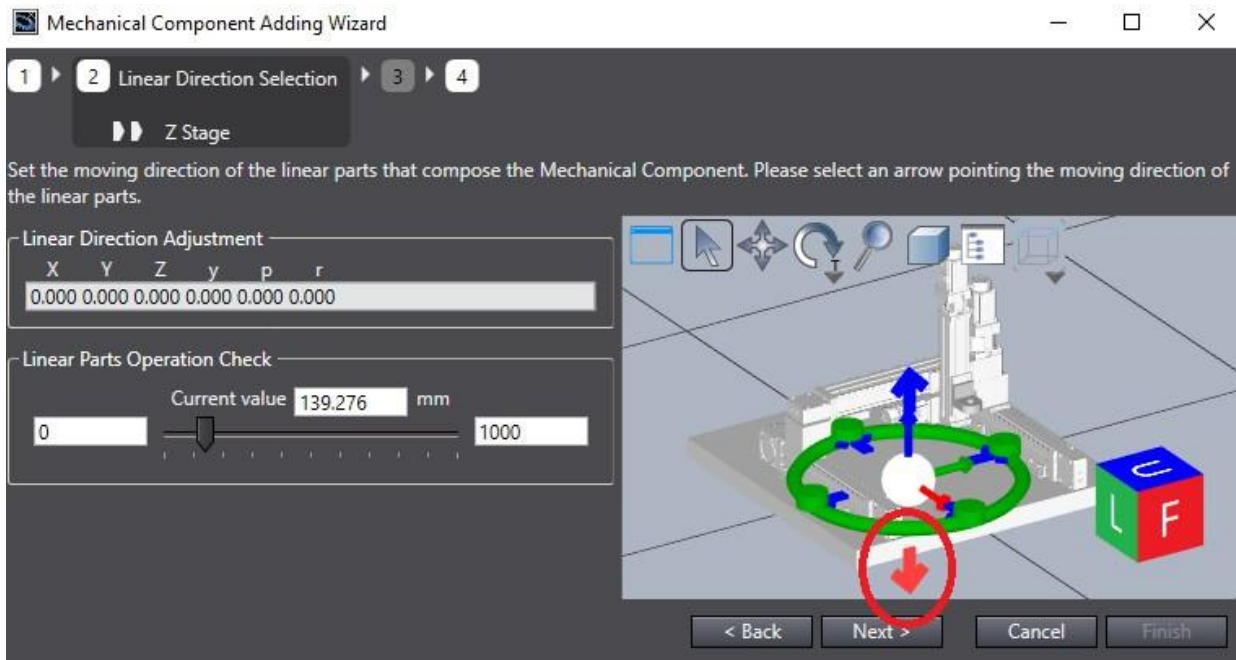 Mechanical Component Adding Wizard
1 2 Linear Direction Selection 3 4
Z Stage
Set the moving direction of the linear parts that compose the Mechanical Component. Please select an arrow pointing the moving direction of
the linear parts.
Linear Direction Adjustment
X Y Z y p r
0.000 0.000 0.000 0.000 0.000 0.000
Linear Parts Operation Check
Current value 139.276 mm
0 1000
T
U
L F
< Back Next > Cancel Finish